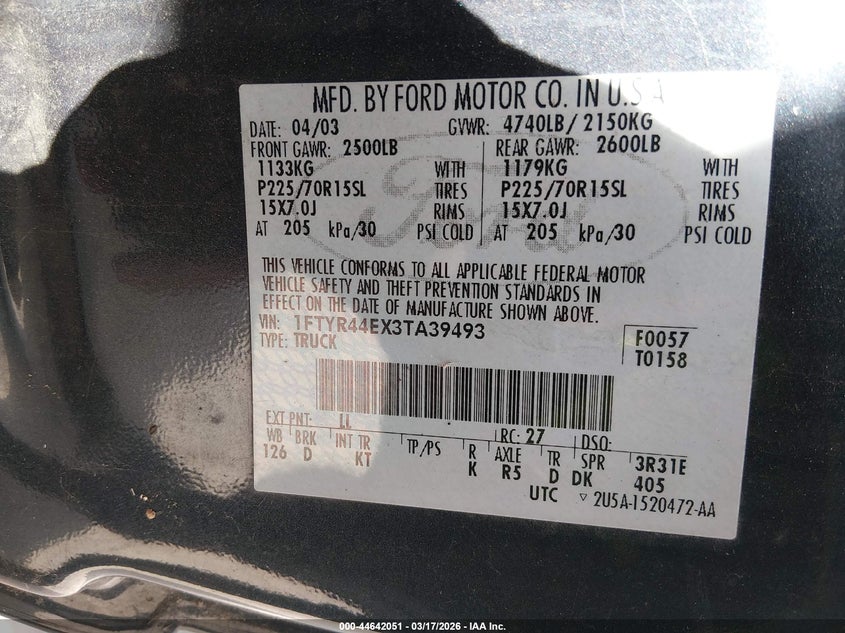 MFD. BY FORD MOTOR CO. IN U.S.A
DATE: 04/03 GVWR: 4740LB/ 2150KG
FRONT GAWR: 2500LB REAR GAWR: 2600LB
1133KG WITH 1179KG WITH
P225/70R15SL TIRES P225/70R15SL TIRES
15X7.0J RIMS 15X7.0J RIMS
AT 205 kPa/30 PSI COLD AT 205 kPa/30 PSI COLD
Ford
THIS VEHICLE CONFORMS TO ALL APPLICABLE FEDERAL MOTOR
VEHICLE SAFETY AND THEFT PREVENTION STANDARDS IN
EFFECT ON THE DATE OF MANUFACTURE SHOWN ABOVE.
VIN: 1FTYR44EX3TA39493 F0057
TYPE: TRUCK T0158
EXT PNT: LL RC: 27 DSO:
WB BRK INT TR TP/PS R AXLE TR SPR 3R31E
126 D KT K R5 D DK 405
UTC ▽ 2U5A-1520472-AA
000-44642051 — 03/17/2026 — IAA Inc.